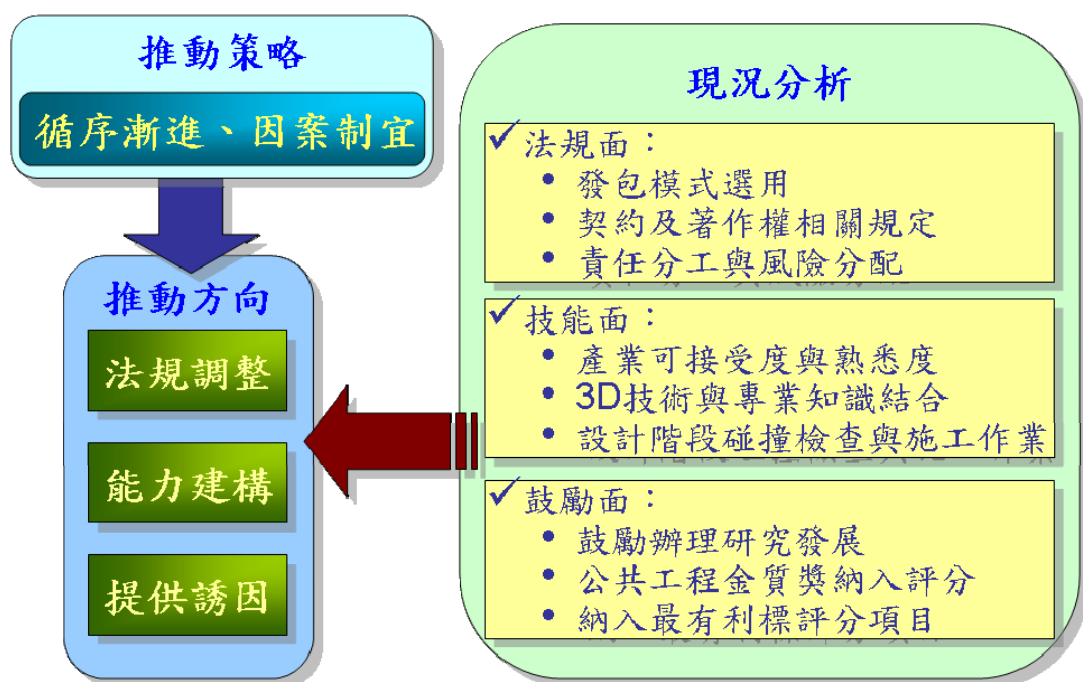 推動策略
循序漸進、因案制宜
推動方向
法規調整
能力建構
提供誘因
現況分析
✓法規面：
• 發包模式選用
• 契約及著作權相關規定
• 責任分工與風險分配
✓技能面：
• 產業可接受度與熟悉度
• 3D技術與專業知識結合
• 設計階段碰撞檢查與施工作業
✓鼓勵面：
• 鼓勵辦理研究發展
• 公共工程金質獎納入評分
• 納入最有利標評分項目